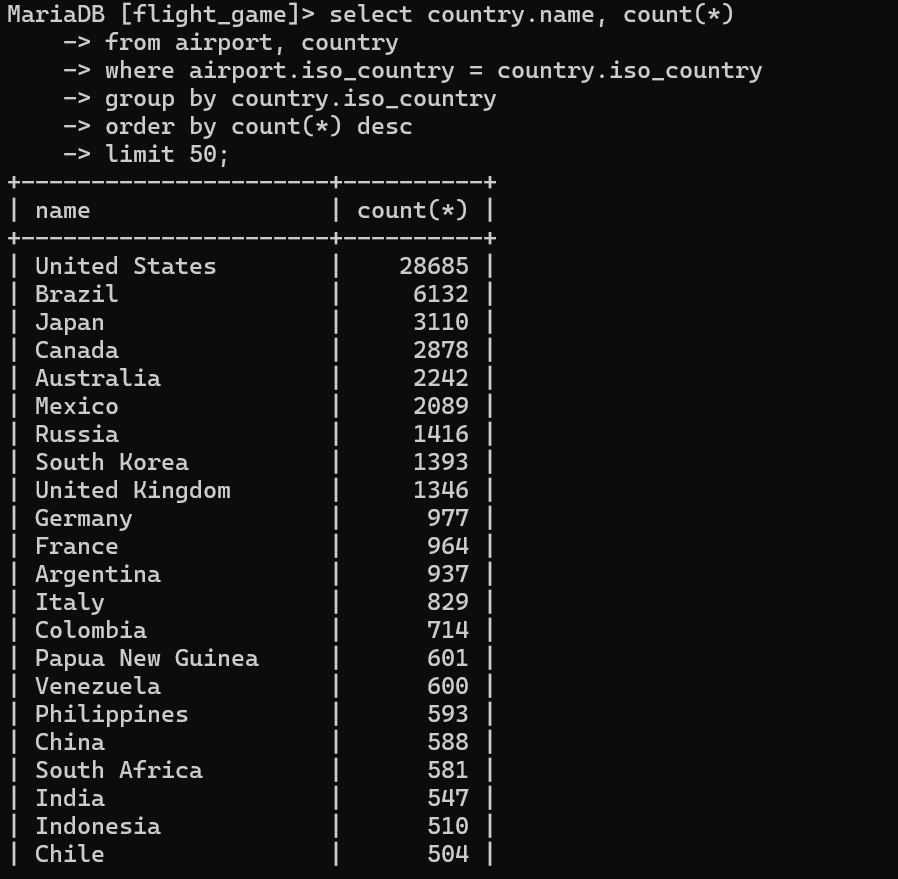 MariaDB [flight_game]> select country.name, count(*)
    -> from airport, country
    -> where airport.iso_country = country.iso_country
    -> group by country.iso_country
    -> order by count(*) desc
    -> limit 50;
+----------------------+----------+
| name                 | count(*) |
+----------------------+----------+
| United States        |    28685 |
| Brazil               |     6132 |
| Japan                |     3110 |
| Canada               |     2878 |
| Australia            |     2242 |
| Mexico               |     2089 |
| Russia               |     1416 |
| South Korea          |     1393 |
| United Kingdom       |     1346 |
| Germany              |      977 |
| France               |      964 |
| Argentina            |      937 |
| Italy                |      829 |
| Colombia             |      714 |
| Papua New Guinea     |      601 |
| Venezuela            |      600 |
| Philippines          |      593 |
| China                |      588 |
| South Africa         |      581 |
| India                |      547 |
| Indonesia            |      510 |
| Chile                |      504 |